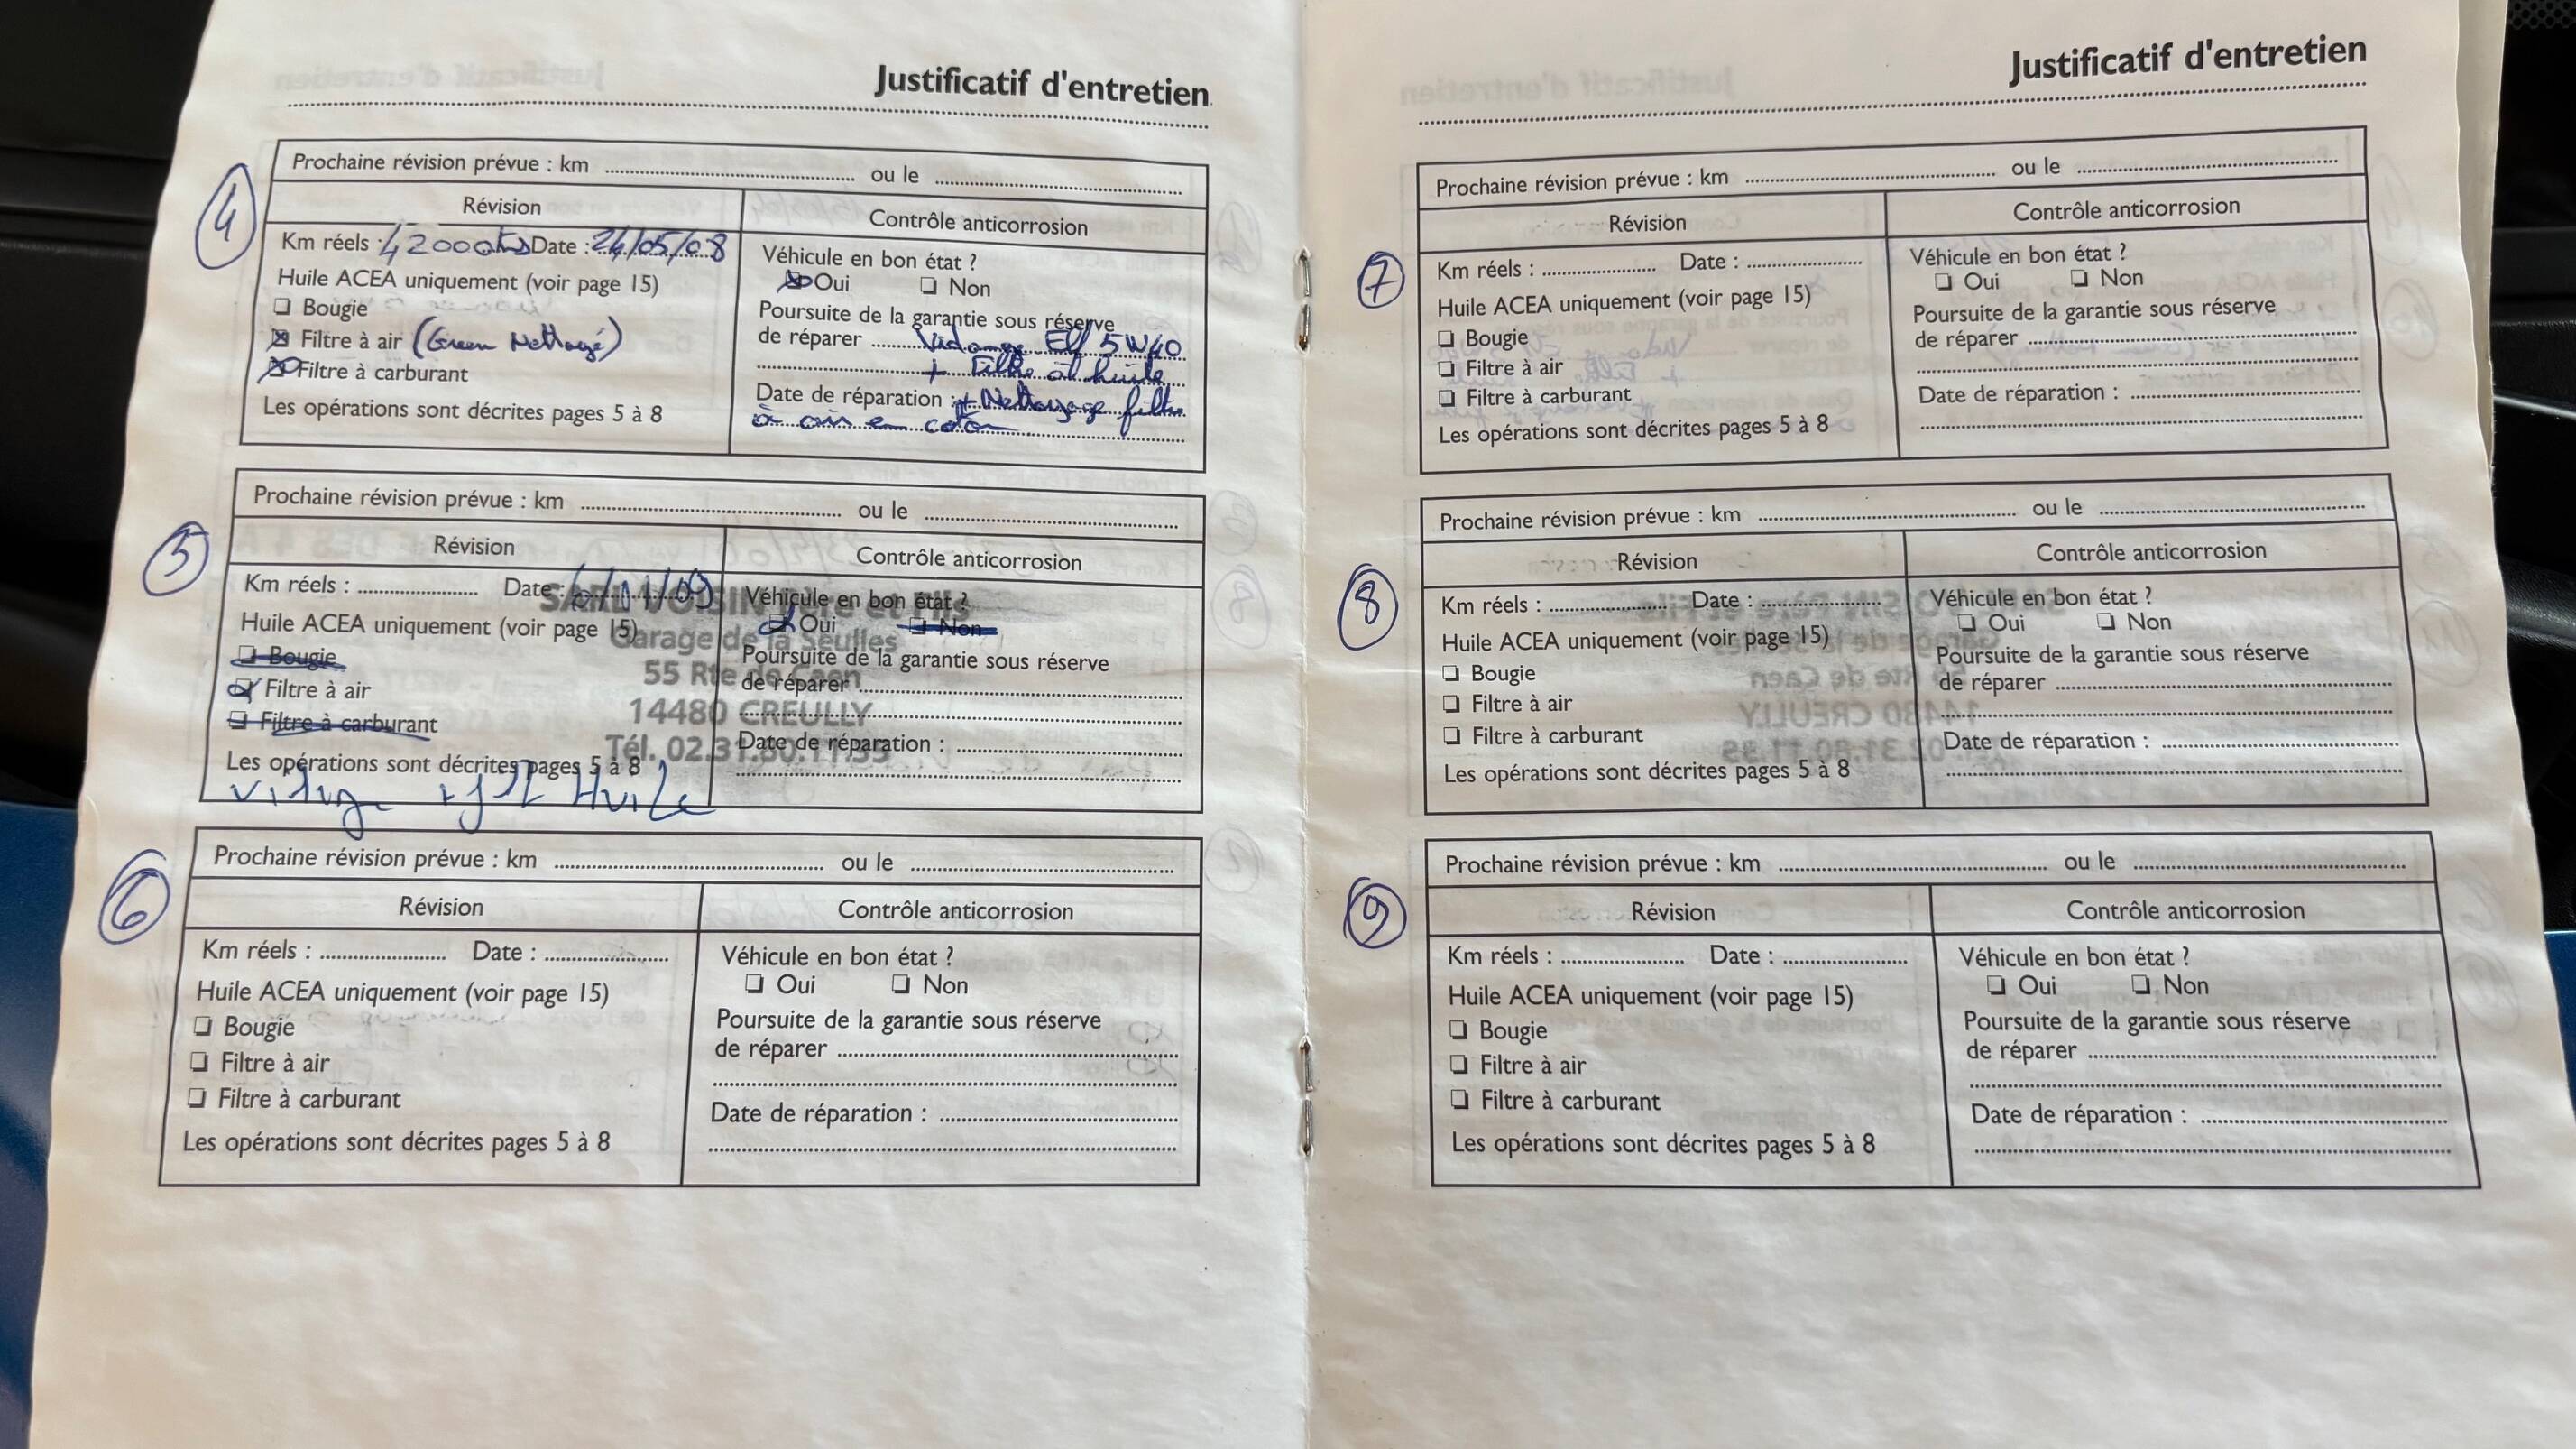 Justificatif d'entretien
4
Prochaine révision prévue : km ou le
Révision
Contrôle anticorrosion
Km réels : 42000 kms Date : 24/05/08
Véhicule en bon état ?
Huile ACEA uniquement (voir page 15)
Oui Non
Bougie
Poursuite de la garantie sous réserve
Filtre à air (Green Nettoyé)
de réparer Vidange Elf 5W40
Filtre à carburant
+ Filtre à huile
Date de réparation : + Nettoyage filtre
Les opérations sont décrites pages 5 à 8
à air en coton
5
Prochaine révision prévue : km ou le
Révision
Contrôle anticorrosion
Km réels : Date : /09
Véhicule en bon état ?
Huile ACEA uniquement (voir page 15)
Oui Non
Bougie
Poursuite de la garantie sous réserve
de réparer
Filtre à air
Filtre à carburant
Date de réparation :
Les opérations sont décrites pages 5 à 8
Huile
SARL VOISIN
Garage de la Seulles
55 Rte de Caen
14480 CREULLY
Tél. 02.31.80.11.35
6
Prochaine révision prévue : km ou le
Révision
Contrôle anticorrosion
Km réels : Date :
Véhicule en bon état ?
Huile ACEA uniquement (voir page 15)
Oui Non
Bougie
Poursuite de la garantie sous réserve
de réparer
Filtre à air
Filtre à carburant
Date de réparation :
Les opérations sont décrites pages 5 à 8
Justificatif d'entretien
7
Prochaine révision prévue : km ou le
Révision
Contrôle anticorrosion
Km réels : Date :
Véhicule en bon état ?
Huile ACEA uniquement (voir page 15)
Oui Non
Bougie
Poursuite de la garantie sous réserve
de réparer
Filtre à air
Filtre à carburant
Date de réparation :
Les opérations sont décrites pages 5 à 8
8
Prochaine révision prévue : km ou le
Révision
Contrôle anticorrosion
Km réels : Date :
Véhicule en bon état ?
Huile ACEA uniquement (voir page 15)
Oui Non
Bougie
Poursuite de la garantie sous réserve
de réparer
Filtre à air
Filtre à carburant
Date de réparation :
Les opérations sont décrites pages 5 à 8
9
Prochaine révision prévue : km ou le
Révision
Contrôle anticorrosion
Km réels : Date :
Véhicule en bon état ?
Huile ACEA uniquement (voir page 15)
Oui Non
Bougie
Poursuite de la garantie sous réserve
de réparer
Filtre à air
Filtre à carburant
Date de réparation :
Les opérations sont décrites pages 5 à 8